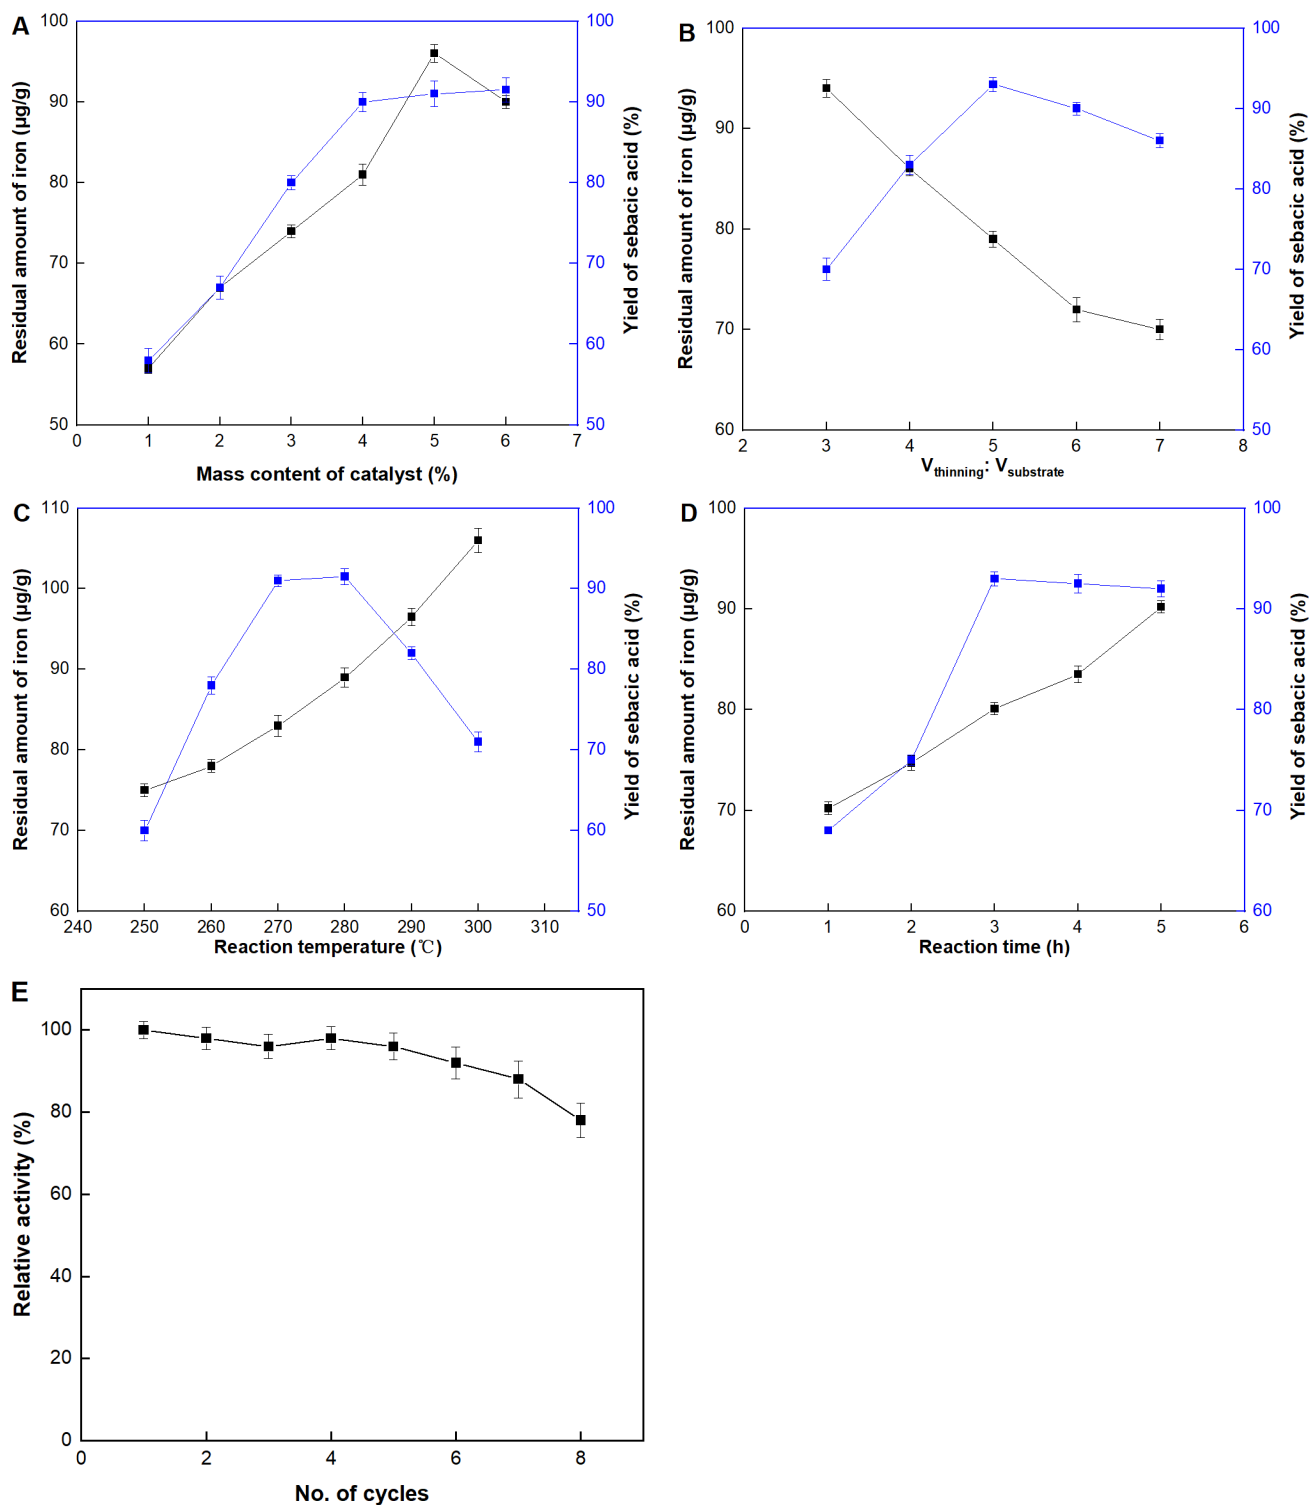 A
Residual amount of iron (µg/g)
100
90
80
70
60
50
100
90
80
70
60
50
Yield of sebacic acid (%)
0 1 2 3 4 5 6 7
Mass content of catalyst (%)
B
Residual amount of iron (µg/g)
100
90
80
70
60
100
90
80
70
60
50
Yield of sebacic acid (%)
2 3 4 5 6 7 8
Vthinning: Vsubstrate
C
Residual amount of iron (µg/g)
110
100
90
80
70
60
100
90
80
70
60
50
Yield of sebacic acid (%)
240 250 260 270 280 290 300 310
Reaction temperature (℃)
D
Residual amount of iron (µg/g)
100
90
80
70
60
100
90
80
70
60
Yield of sebacic acid (%)
0 1 2 3 4 5 6
Reaction time (h)
E
Relative activity (%)
100
80
60
40
20
0
0 2 4 6 8
No. of cycles